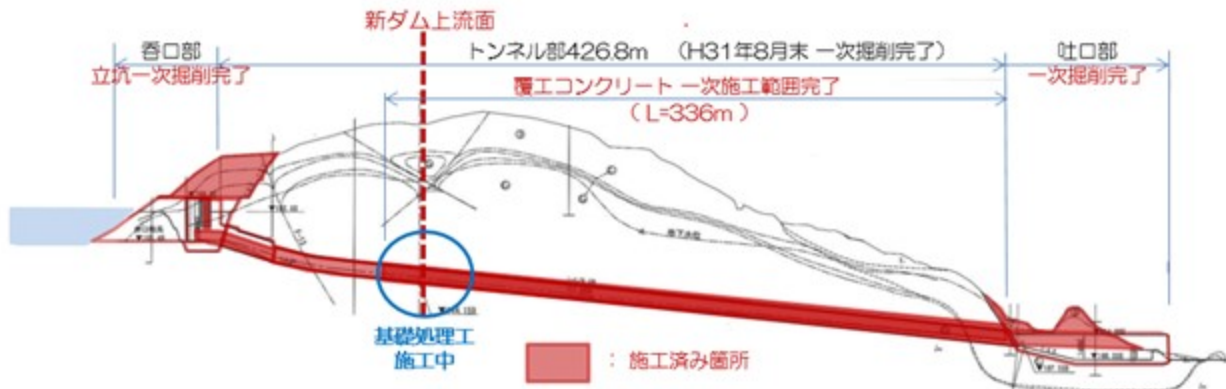 新ダム上流面
呑口部
トンネル部426.8m （H31年8月末 一次掘削完了）
吐口部
立坑一次掘削完了
一次掘削完了
覆工コンクリート 一次施工範囲完了
（ L=336m ）
基礎処理工
施工中
： 施工済み箇所